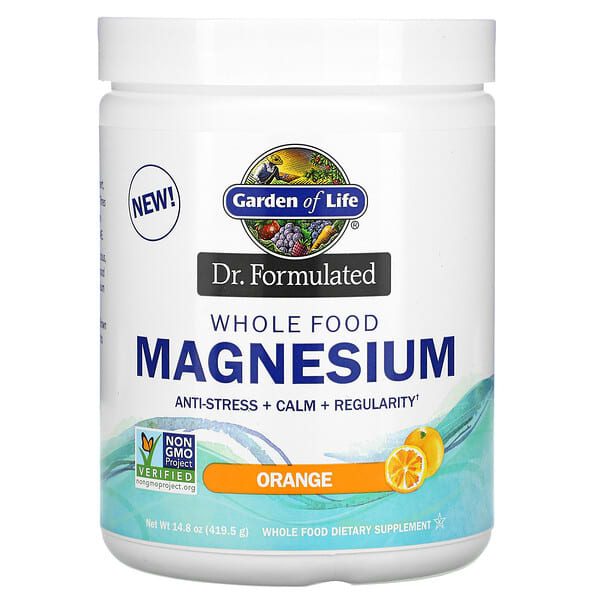 NEW!
Garden of Life®
Dr. Formulated
WHOLE FOOD
MAGNESIUM
ANTI-STRESS + CALM + REGULARITY†
NON
GMO
Project
VERIFIED
nongmoproject.org
ORANGE
Net Wt 14.8 oz (419.5 g)
WHOLE FOOD DIETARY SUPPLEMENT